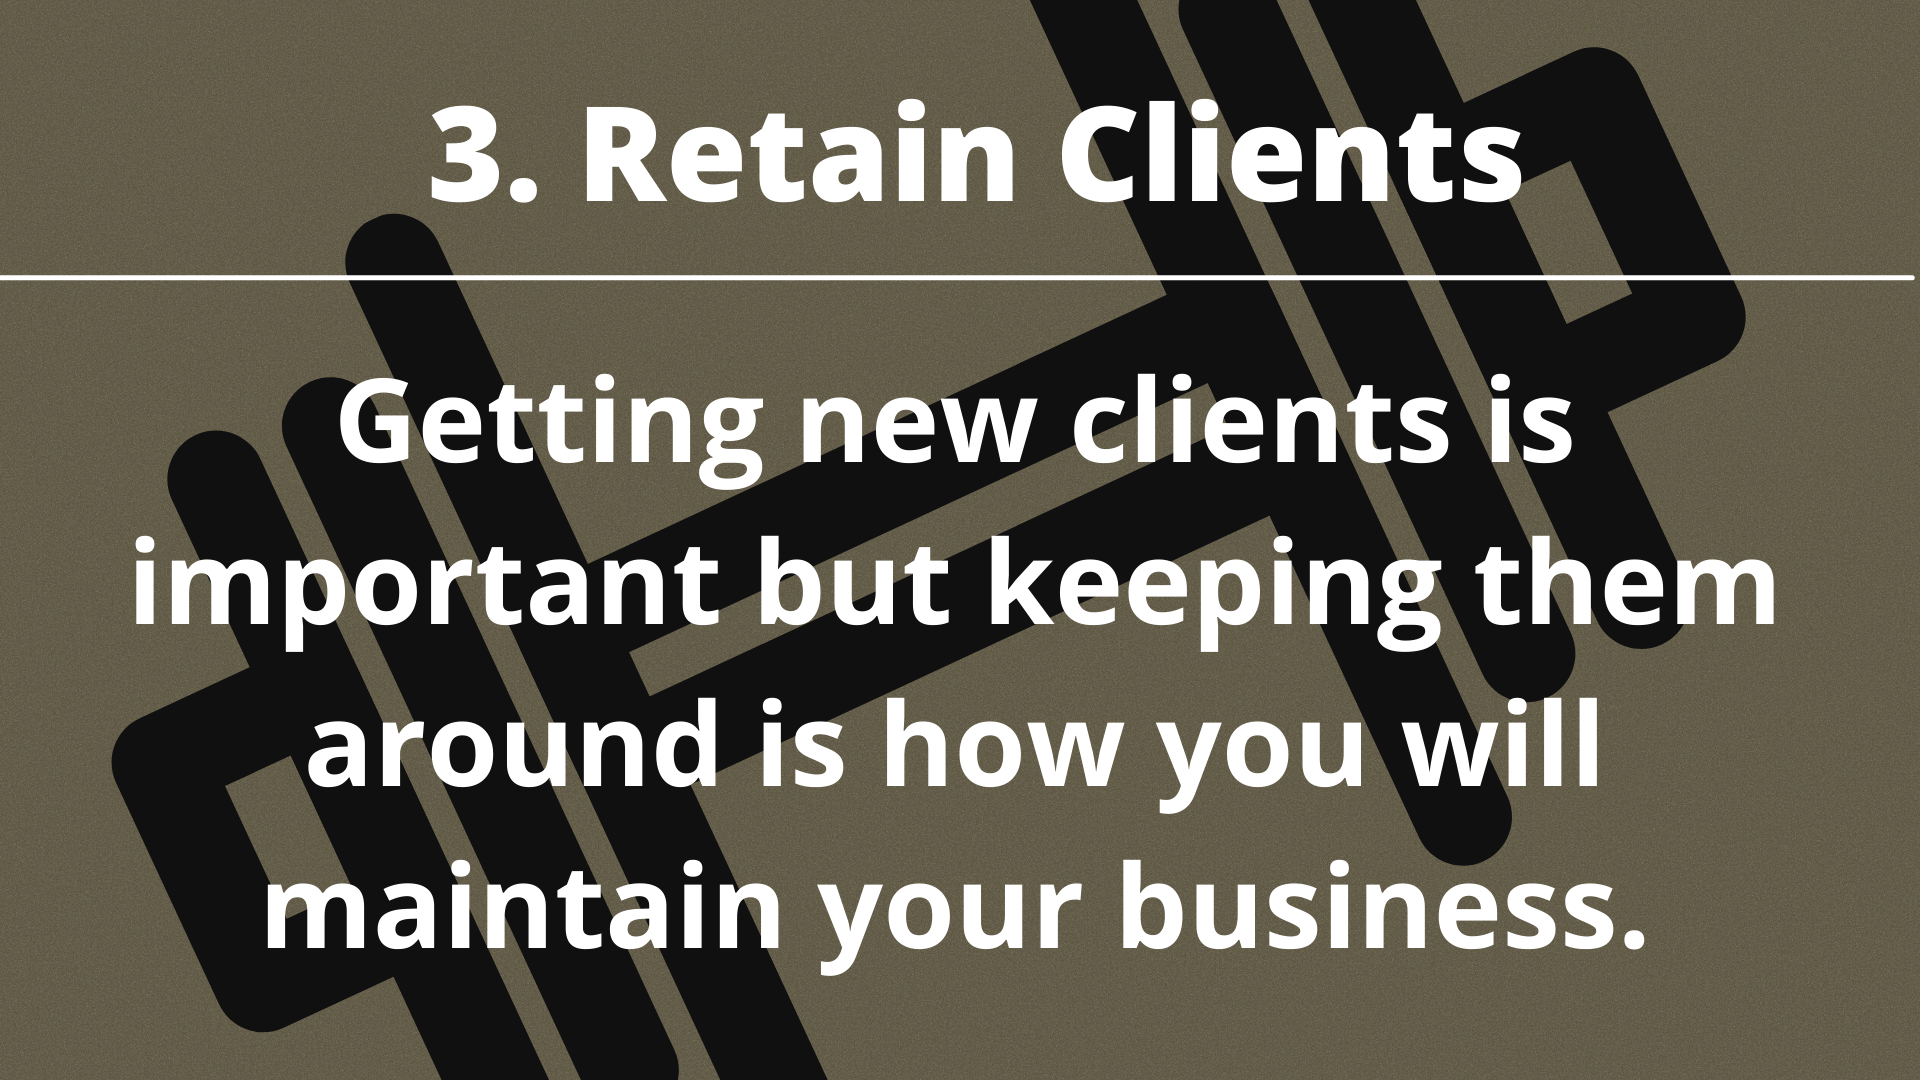 3. Retain Clients
Getting new clients is
important but keeping them
around is how you will
maintain your business.